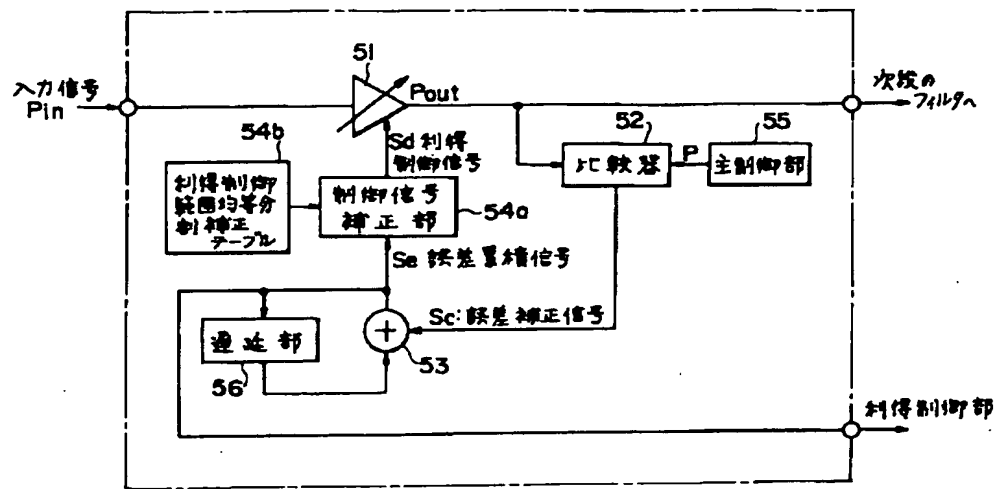 51
入力信号
Pin
Pout
次段の
フィルタへ
54b
Sd 利得
制御信号
52
55
比較器
P
主制御部
利得制御
範囲均等分
割補正
テーブル
制御信号
補正部
54a
Se 誤差累積信号
Sc:誤差補正信号
遅延部
+
53
56
利得制御部